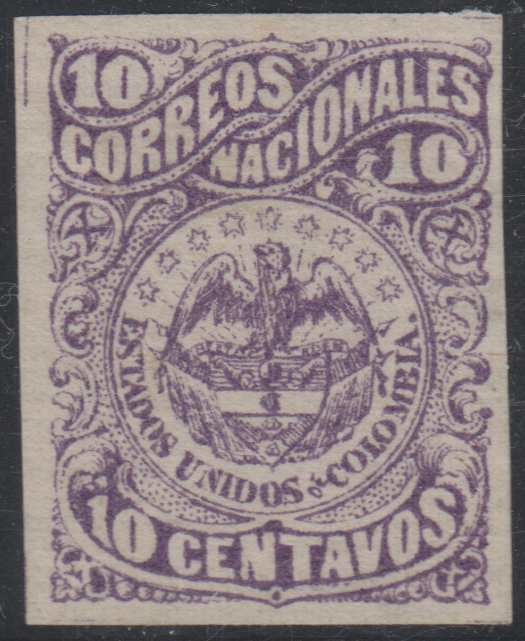 10
CORREOS NACIONALES
10
ESTADOS UNIDOS DE COLOMBIA.
10 CENTAVOS